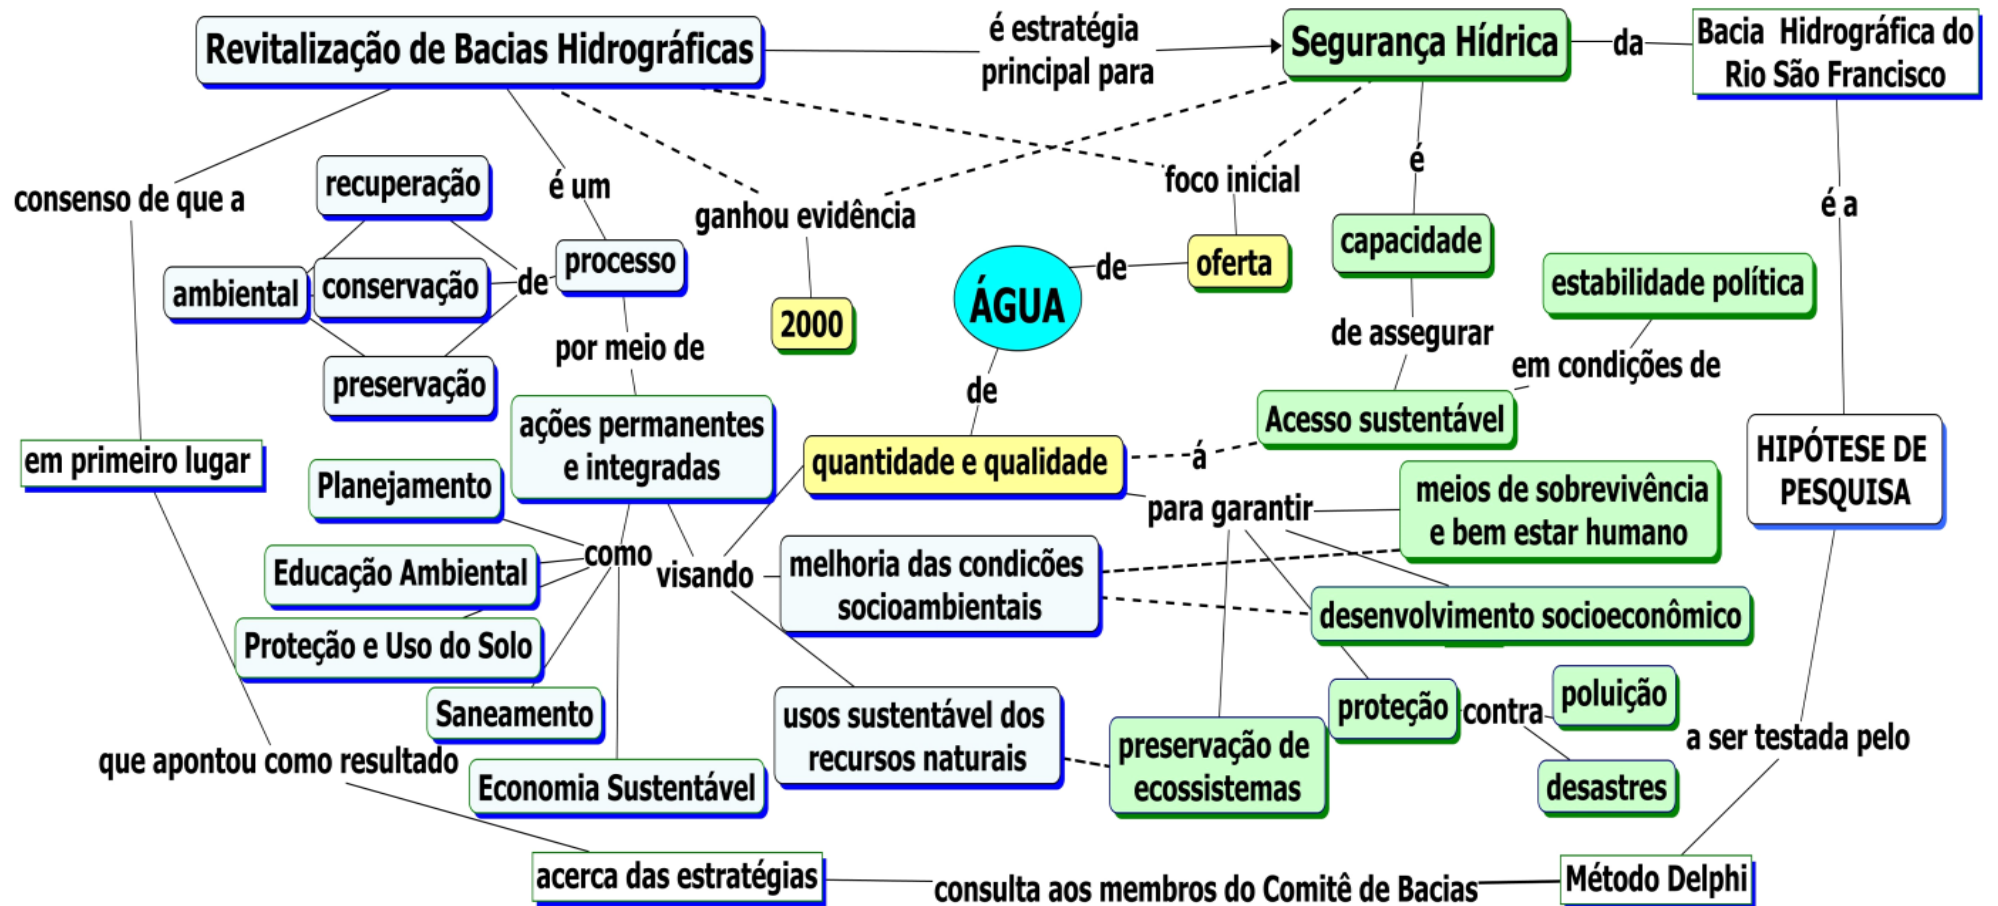 Revitalização de Bacias Hidrográficas
é estratégia
principal para
Segurança Hídrica
da
Bacia Hidrográfica do
Rio São Francisco
consenso de que a
recuperação
é um
ganhou evidência
foco inicial
é
é a
ambiental
conservação
de
processo
preservação
2000
ÁGUA
de
oferta
capacidade
estabilidade política
por meio de
de assegurar
em condições de
de
em primeiro lugar
ações permanentes
e integradas
quantidade e qualidade
á
Acesso sustentável
HIPÓTESE DE
PESQUISA
Planejamento
para garantir
meios de sobrevivência
e bem estar humano
Educação Ambiental
como
visando
melhoria das condicões
socioambientais
desenvolvimento socioeconômico
Proteção e Uso do Solo
Saneamento
usos sustentável dos
recursos naturais
preservação de
ecossistemas
proteção
contra
poluição
desastres
a ser testada pelo
que apontou como resultado
Economia Sustentável
acerca das estratégias
consulta aos membros do Comitê de Bacias
Método Delphi